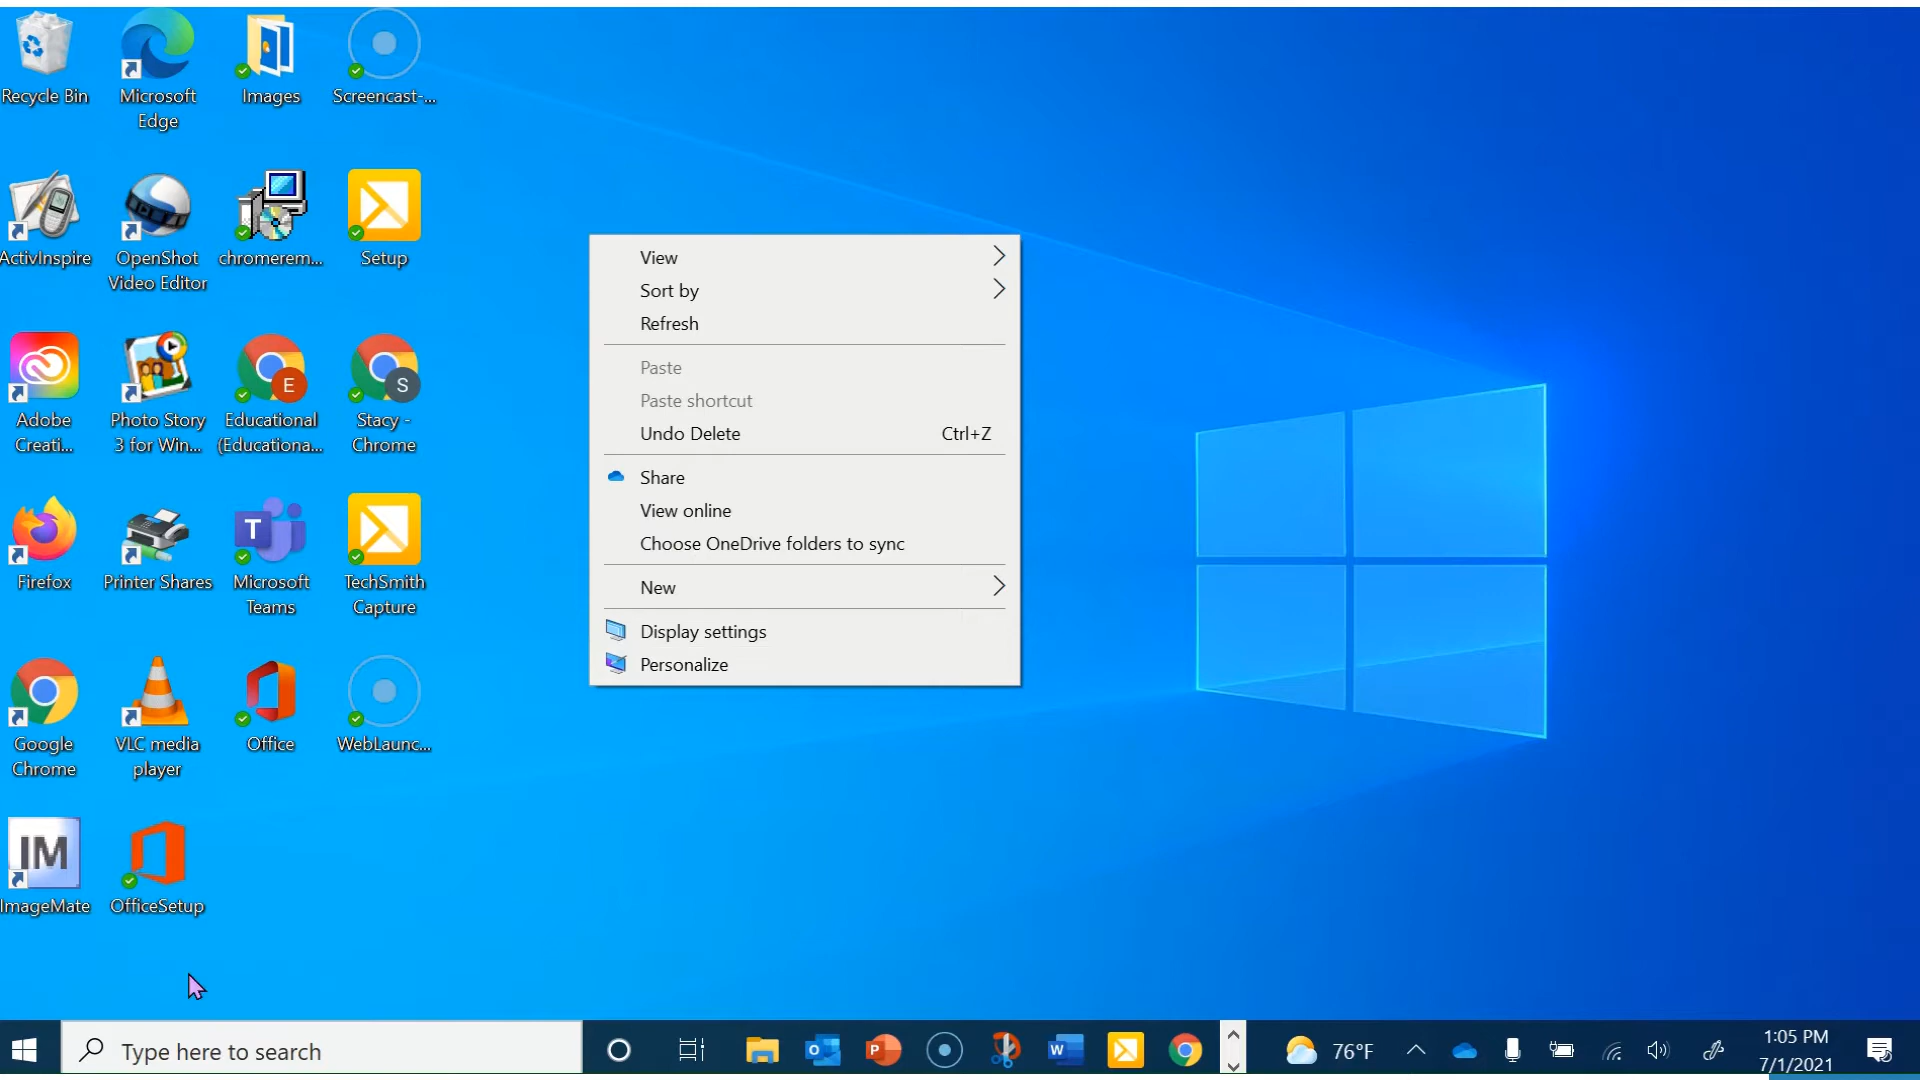 Recycle Bin
Microsoft
Edge
Images
Screencast-...
ActivInspire
OpenShot
Video Editor
chromerem...
Setup
Adobe
Creati...
Photo Story
3 for Win...
E
Educational
(Educationa...
S
Stacy -
Chrome
Firefox
Printer Shares
T
Microsoft
Teams
TechSmith
Capture
Google
Chrome
VLC media
player
Office
WebLaunc...
IM
ImageMate
OfficeSetup
View
Sort by
Refresh
Paste
Paste shortcut
Undo Delete Ctrl+Z
Share
View online
Choose OneDrive folders to sync
New
Display settings
Personalize
Type here to search
O
P
W
76°F
1:05 PM
7/1/2021